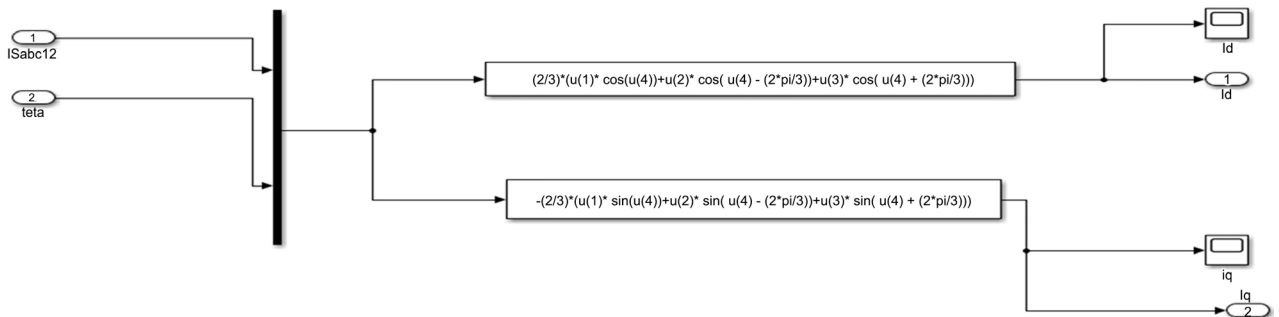 1
ISabc12
2
teta
(2/3)*(u(1)* cos(u(4))+u(2)* cos( u(4) - (2*pi/3))+u(3)* cos( u(4) + (2*pi/3)))
Id
1
Id
-(2/3)*(u(1)* sin(u(4))+u(2)* sin( u(4) - (2*pi/3))+u(3)* sin( u(4) + (2*pi/3)))
iq
Iq
2